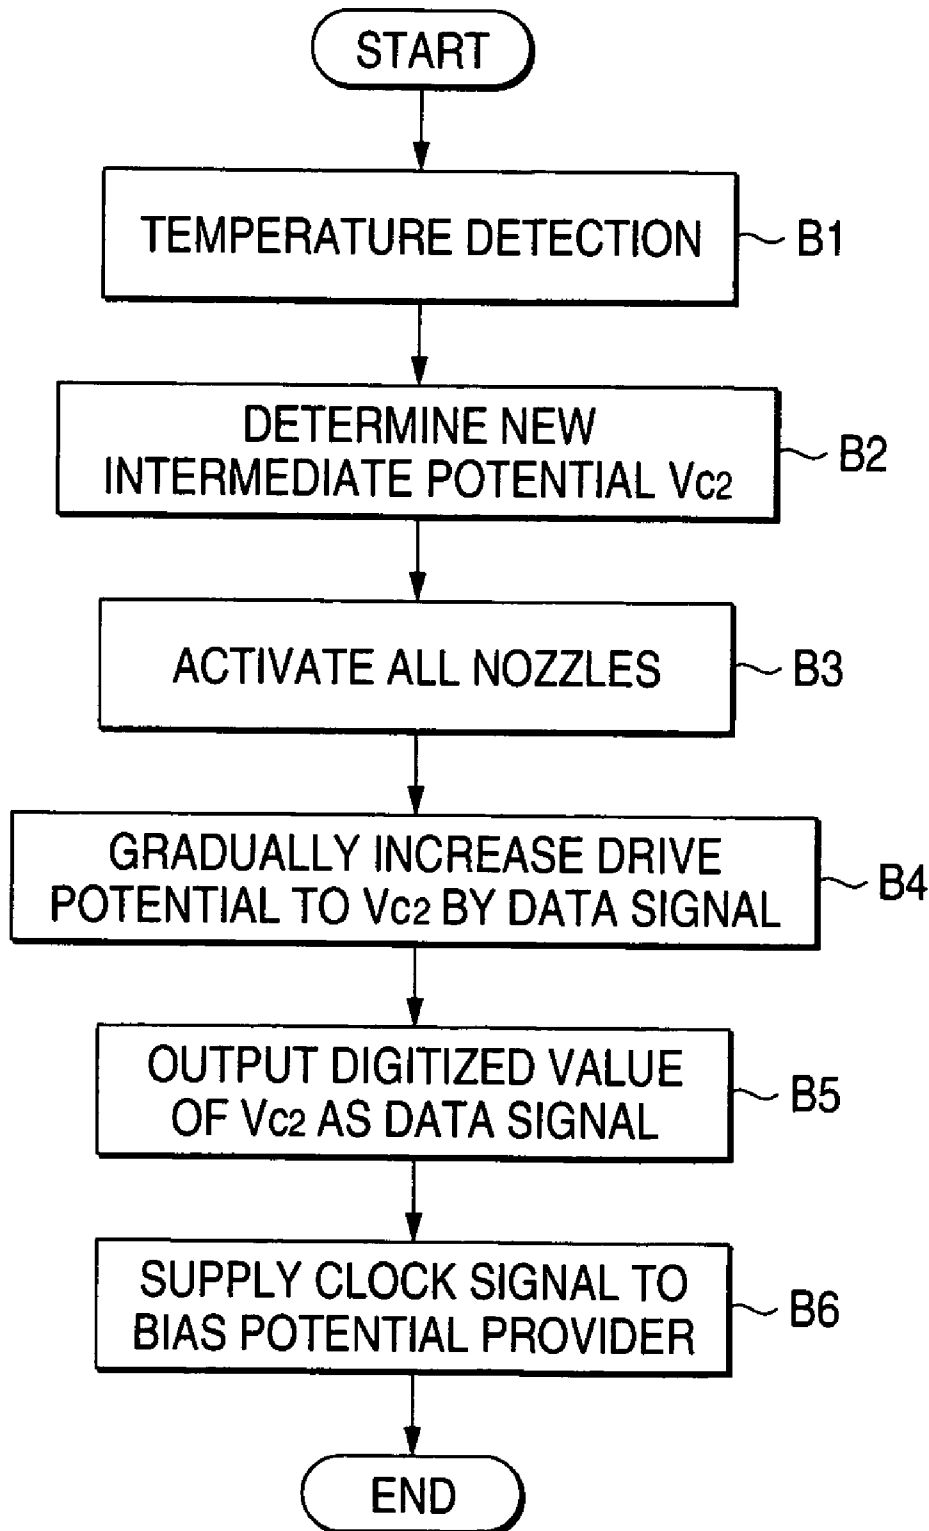 START
TEMPERATURE DETECTION
B1
DETERMINE NEW
INTERMEDIATE POTENTIAL Vc2
B2
ACTIVATE ALL NOZZLES
B3
GRADUALLY INCREASE DRIVE
POTENTIAL TO Vc2 BY DATA SIGNAL
B4
OUTPUT DIGITIZED VALUE
OF Vc2 AS DATA SIGNAL
B5
SUPPLY CLOCK SIGNAL TO
BIAS POTENTIAL PROVIDER
B6
END